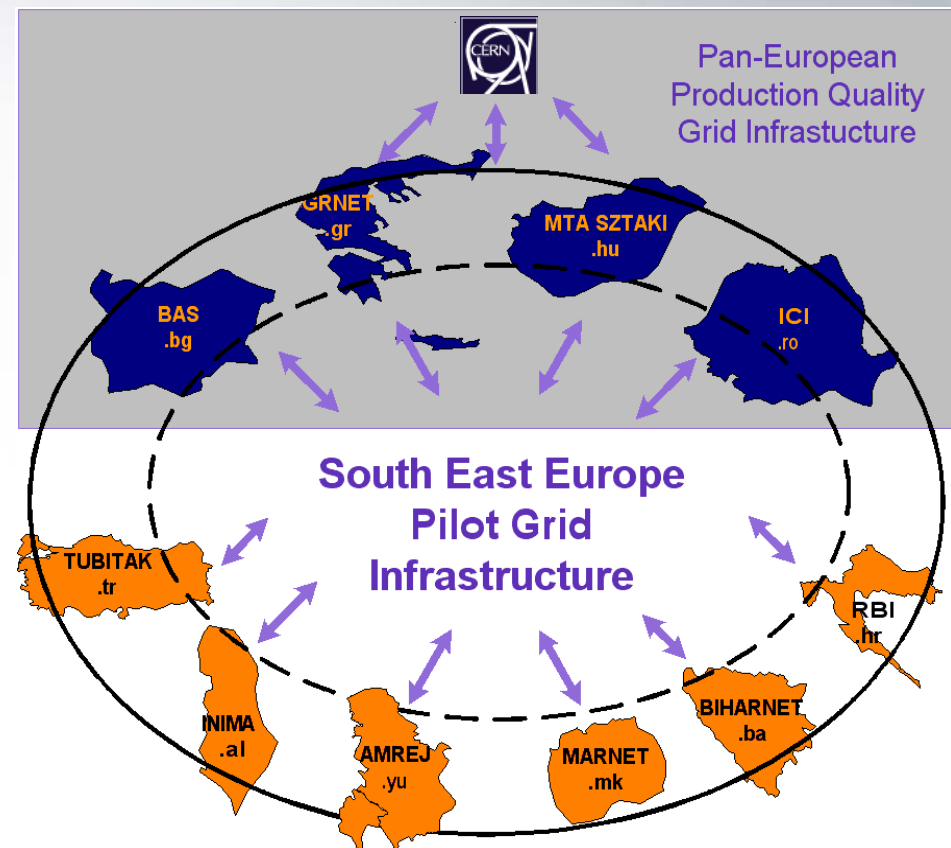 CERN
Pan-European
Production Quality
Grid Infrastucture
GRNET
.gr
MTA SZTAKI
.hu
BAS
.bg
ICI
.ro
South East Europe
Pilot Grid
Infrastructure
TUBITAK
.tr
RBI
.hr
INIMA
.al
AMREJ
.yu
MARNET
.mk
BIHARNET
.ba